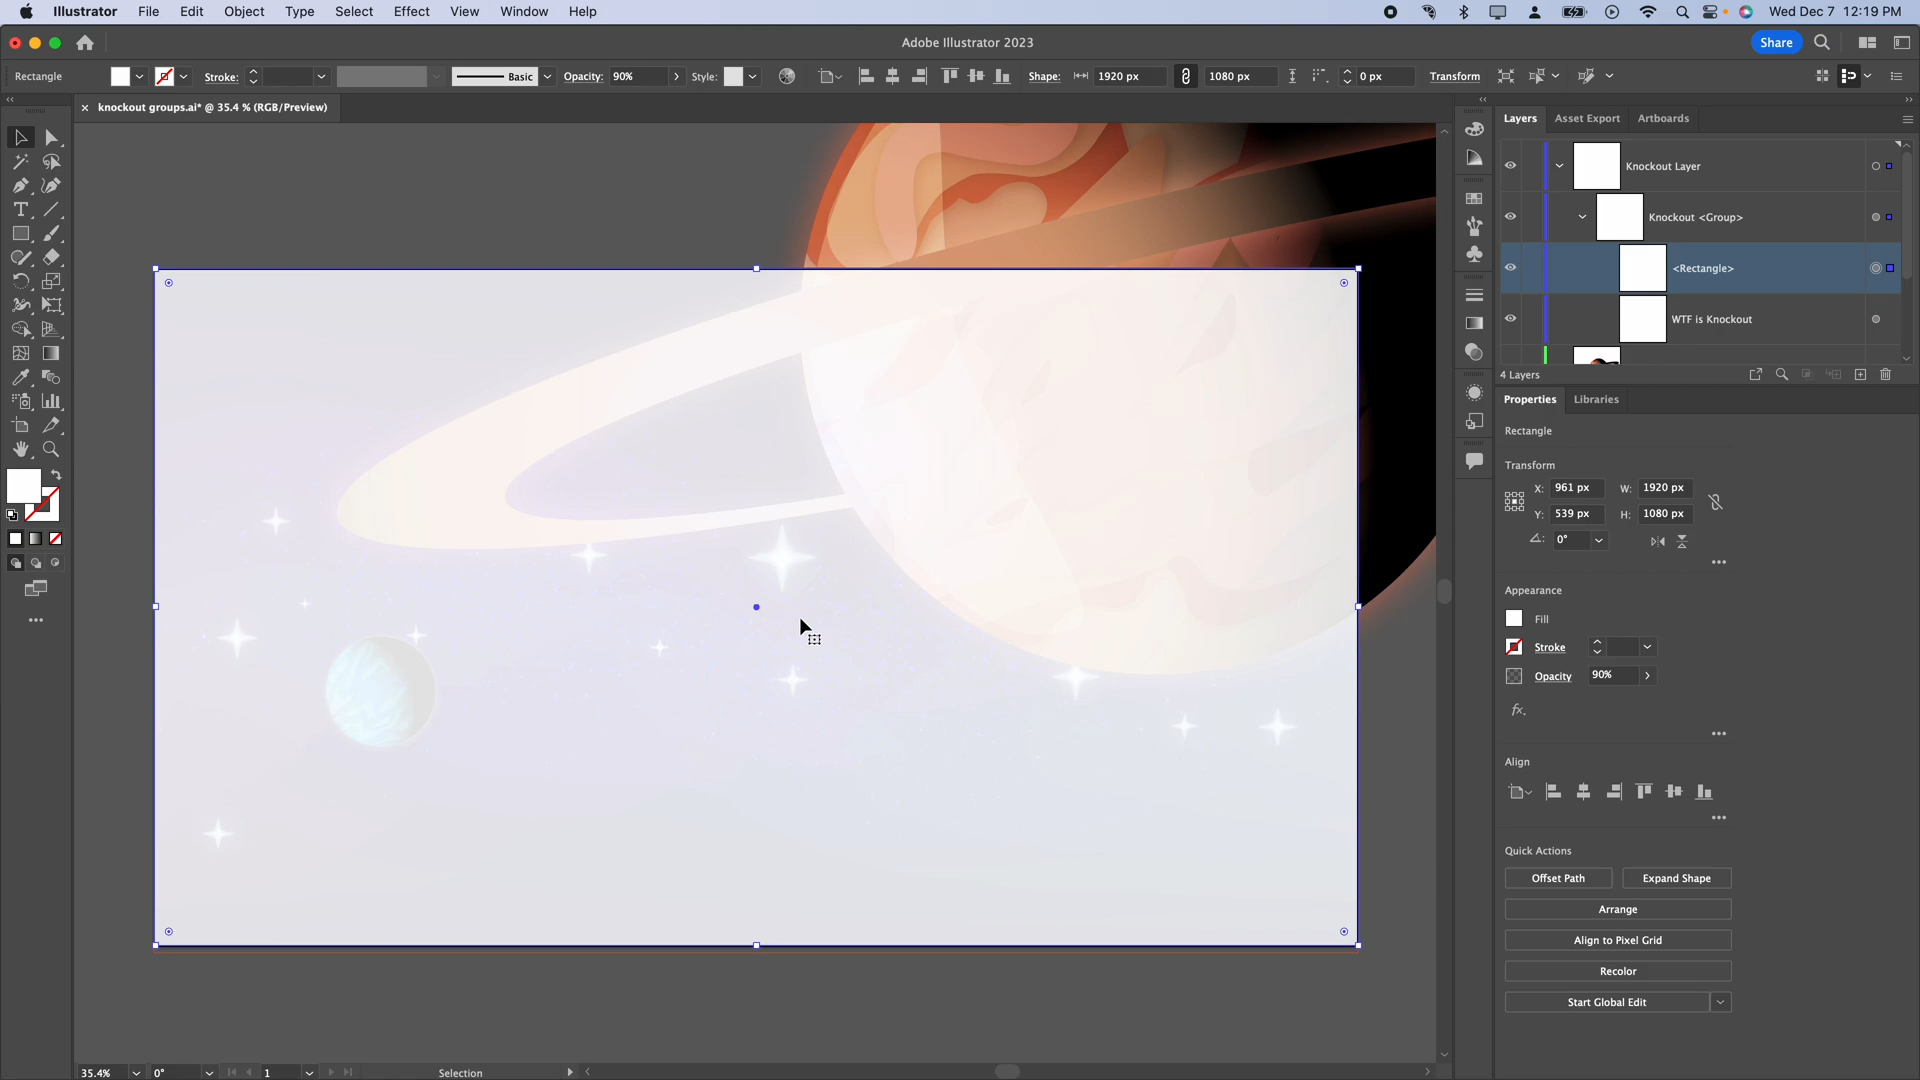 Illustrator File Edit Object Type Select Effect View Window Help Wed Dec 7 12:19 PM
Adobe Illustrator 2023 Share
Rectangle Stroke: Basic Opacity: 90% Style: Shape: 1920 px 1080 px 0 px Transform
× knockout groups.ai* @ 35.4 % (RGB/Preview)
Layers Asset Export Artboards
Knockout Layer
Knockout <Group>
<Rectangle>
WTF is Knockout
4 Layers
Properties Libraries
Rectangle
Transform
X: 961 px W: 1920 px
Y: 539 px H: 1080 px
0°
Appearance
Fill
Stroke
Opacity 90%
fx.
Align
Quick Actions
Offset Path Expand Shape
Arrange
Align to Pixel Grid
Recolor
Start Global Edit
35.4% 0° 1 Selection